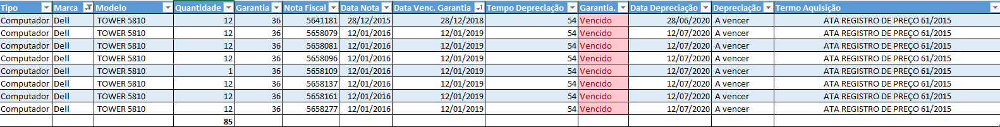 Tipo Marca Modelo Quantidade Garantia Nota Fiscal Data Nota Data Venc. Garantia Tempo Depreciação Garantia. Data Depreciação Depreciação Termo Aquisição
Computador Dell TOWER 5810 12 36 5641181 28/12/2015 28/12/2018 54 Vencido 28/06/2020 A vencer ATA REGISTRO DE PREÇO 61/2015
Computador Dell TOWER 5810 12 36 5658079 12/01/2016 12/01/2019 54 Vencido 12/07/2020 A vencer ATA REGISTRO DE PREÇO 61/2015
Computador Dell TOWER 5810 12 36 5658081 12/01/2016 12/01/2019 54 Vencido 12/07/2020 A vencer ATA REGISTRO DE PREÇO 61/2015
Computador Dell TOWER 5810 12 36 5658096 12/01/2016 12/01/2019 54 Vencido 12/07/2020 A vencer ATA REGISTRO DE PREÇO 61/2015
Computador Dell TOWER 5810 1 36 5658109 12/01/2016 12/01/2019 54 Vencido 12/07/2020 A vencer ATA REGISTRO DE PREÇO 61/2015
Computador Dell TOWER 5810 12 36 5658137 12/01/2016 12/01/2019 54 Vencido 12/07/2020 A vencer ATA REGISTRO DE PREÇO 61/2015
Computador Dell TOWER 5810 12 36 5658161 12/01/2016 12/01/2019 54 Vencido 12/07/2020 A vencer ATA REGISTRO DE PREÇO 61/2015
Computador Dell TOWER 5810 12 36 5658277 12/01/2016 12/01/2019 54 Vencido 12/07/2020 A vencer ATA REGISTRO DE PREÇO 61/2015
85